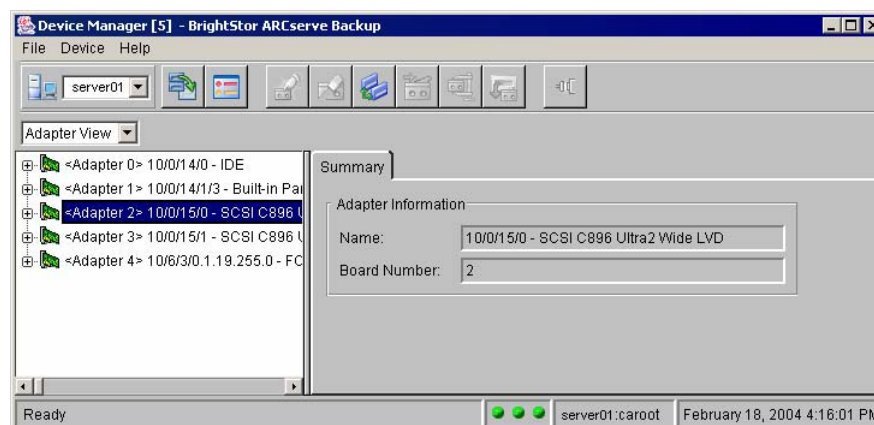 Device Manager [5] - BrightStor ARCserve Backup
File Device Help
server01
Adapter View
<Adapter 0> 10/0/14/0 - IDE
<Adapter 1> 10/0/14/1/3 - Built-in Par
<Adapter 2> 10/0/15/0 - SCSI C896 U
<Adapter 3> 10/0/15/1 - SCSI C896 U
<Adapter 4> 10/6/3/0.1.19.255.0 - FC
Summary
Adapter Information
Name: 10/0/15/0 - SCSI C896 Ultra2 Wide LVD
Board Number: 2
Ready
server01:caroot
February 18, 2004 4:16:01 PM